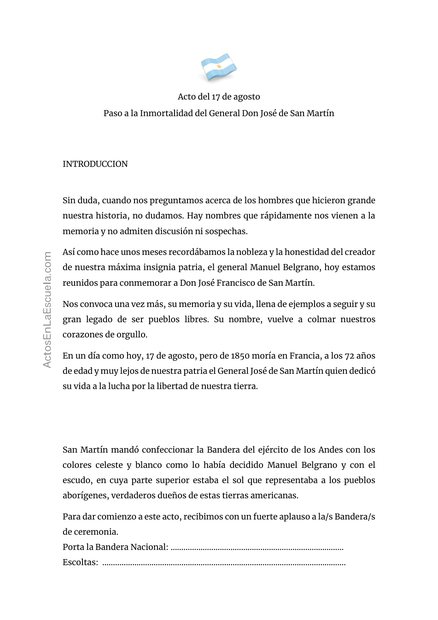 Acto del 17 de agosto
Paso a la Inmortalidad del General Don José de San Martín
INTRODUCCION
Sin duda, cuando nos preguntamos acerca de los hombres que hicieron grande
nuestra historia, no dudamos. Hay nombres que rápidamente nos vienen a la
memoria y no admiten discusión ni sospechas.
Así como hace unos meses recordábamos la nobleza y la honestidad del creador
de nuestra máxima insignia patria, el general Manuel Belgrano, hoy estamos
reunidos para conmemorar a Don José Francisco de San Martín.
Nos convoca una vez más, su memoria y su vida, llena de ejemplos a seguir y su
gran legado de ser pueblos libres. Su nombre, vuelve a colmar nuestros
corazones de orgullo.
En un día como hoy, 17 de agosto, pero de 1850 moría en Francia, a los 72 años
de edad y muy lejos de nuestra patria el General José de San Martín quien dedicó
su vida a la lucha por la libertad de nuestra tierra.
San Martín mandó confeccionar la Bandera del ejército de los Andes con los
colores celeste y blanco como lo había decidido Manuel Belgrano y con el
escudo, en cuya parte superior estaba el sol que representaba a los pueblos
aborígenes, verdaderos dueños de estas tierras americanas.
Para dar comienzo a este acto, recibimos con un fuerte aplauso a la/s Bandera/s
de ceremonia.
Porta la Bandera Nacional: ................................................................................
Escoltas: .................................................................................................................
ActosEnLaEscuela.com